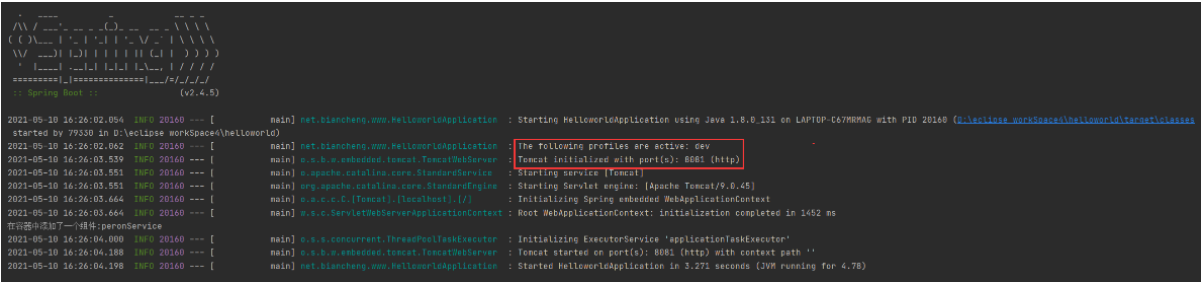 :: Spring Boot :: (v2.4.5)
2021-05-10 16:26:02.054 INFO 20160 --- [ main] net.biancheng.www.HelloworldApplication : Starting HelloworldApplication using Java 1.8.0_131 on LAPTOP-C67MRMAG with PID 20160 (D:\eclipse workSpace4\helloworld\target\classes
started by 79330 in D:\eclipse workSpace4\helloworld)
2021-05-10 16:26:02.062 INFO 20160 --- [ main] net.biancheng.www.HelloworldApplication : The following profiles are active: dev
2021-05-10 16:26:03.539 INFO 20160 --- [ main] o.s.b.w.embedded.tomcat.TomcatWebServer : Tomcat initialized with port(s): 8081 (http)
2021-05-10 16:26:03.551 INFO 20160 --- [ main] o.apache.catalina.core.StandardService : Starting service [Tomcat]
2021-05-10 16:26:03.551 INFO 20160 --- [ main] org.apache.catalina.core.StandardEngine : Starting Servlet engine: [Apache Tomcat/9.0.45]
2021-05-10 16:26:03.664 INFO 20160 --- [ main] o.a.c.c.C.[Tomcat].[localhost].[/] : Initializing Spring embedded WebApplicationContext
2021-05-10 16:26:03.664 INFO 20160 --- [ main] o.s.c.ServletWebServerApplicationContext : Root WebApplicationContext: initialization completed in 1452 ms
在容器中添加了一个组件:peronService
2021-05-10 16:26:04.000 INFO 20160 --- [ main] o.s.s.concurrent.ThreadPoolTaskExecutor : Initializing ExecutorService 'applicationTaskExecutor'
2021-05-10 16:26:04.188 INFO 20160 --- [ main] o.s.b.w.embedded.tomcat.TomcatWebServer : Tomcat started on port(s): 8081 (http) with context path ''
2021-05-10 16:26:04.198 INFO 20160 --- [ main] net.biancheng.www.HelloworldApplication : Started HelloworldApplication in 3.271 seconds (JVM running for 4.78)